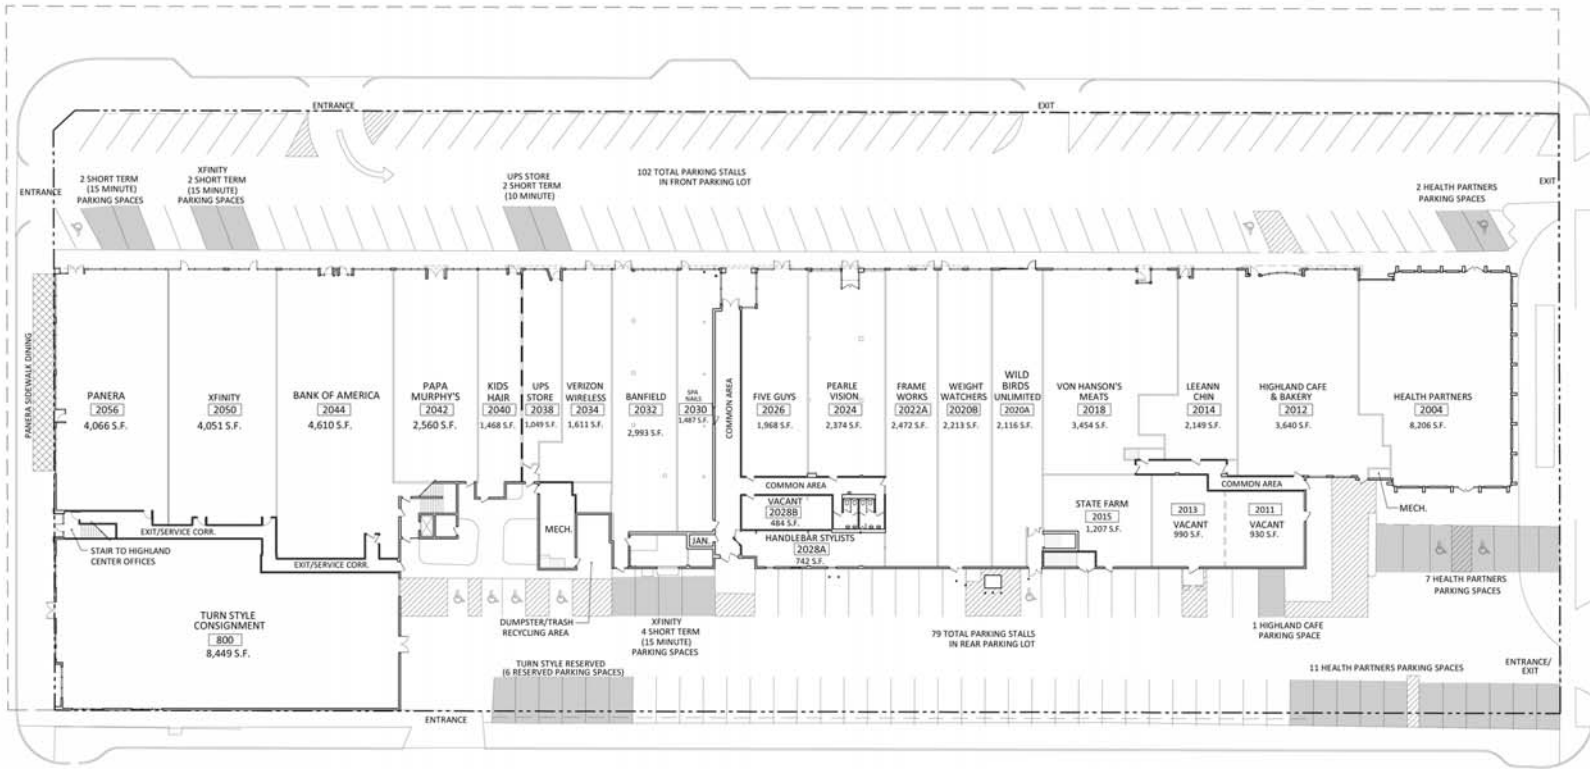 ENTRANCE
EXIT
2 SHORT TERM
(15 MINUTE)
PARKING SPACES
XFINITY
2 SHORT TERM
(15 MINUTE)
PARKING SPACES
UPS STORE
2 SHORT TERM
(10 MINUTE)
102 TOTAL PARKING STALLS
IN FRONT PARKING LOT
2 HEALTH PARTNERS
PARKING SPACES
ENTRANCE
EXIT
PANERA SIDEWALK DINING
PANERA
2056
4,066 S.F.
XFINITY
2050
4,051 S.F.
BANK OF AMERICA
2044
4,610 S.F.
PAPA
MURPHY'S
2042
2,560 S.F.
KIDS
HAIR
2040
1,468 S.F.
UPS
STORE
2038
1,049 S.F.
VERIZON
WIRELESS
2034
1,611 S.F.
BANFIELD
2032
2,993 S.F.
SPA
NAILS
2030
1,487 S.F.
COMMON AREA
FIVE GUYS
2026
1,968 S.F.
PEARLE
VISION
2024
2,374 S.F.
FRAME
WORKS
2022A
2,472 S.F.
WEIGHT
WATCHERS
2020B
2,213 S.F.
WILD
BIRDS
UNLIMITED
2020A
2,116 S.F.
VON HANSON'S
MEATS
2018
3,454 S.F.
LEEANN
CHIN
2014
2,149 S.F.
HIGHLAND CAFE
& BAKERY
2012
3,640 S.F.
HEALTH PARTNERS
2004
8,206 S.F.
COMMON AREA
COMMON AREA
MECH.
VACANT
2028B
484 S.F.
HANDLEBAR STYLISTS
2028A
742 S.F.
STATE FARM
2015
1,207 S.F.
2013
VACANT
990 S.F.
2011
VACANT
930 S.F.
MECH.
JAN.
EXIT/SERVICE CORR.
STAIR TO HIGHLAND
CENTER OFFICES
EXIT/SERVICE CORR.
TURN STYLE
CONSIGNMENT
800
8,449 S.F.
DUMPSTER/TRASH
RECYCLING AREA
XFINITY
4 SHORT TERM
(15 MINUTE)
PARKING SPACES
79 TOTAL PARKING STALLS
IN REAR PARKING LOT
1 HIGHLAND CAFE
PARKING SPACE
7 HEALTH PARTNERS
PARKING SPACES
TURN STYLE RESERVED
(6 RESERVED PARKING SPACES)
11 HEALTH PARTNERS PARKING SPACES
ENTRANCE/
EXIT
ENTRANCE